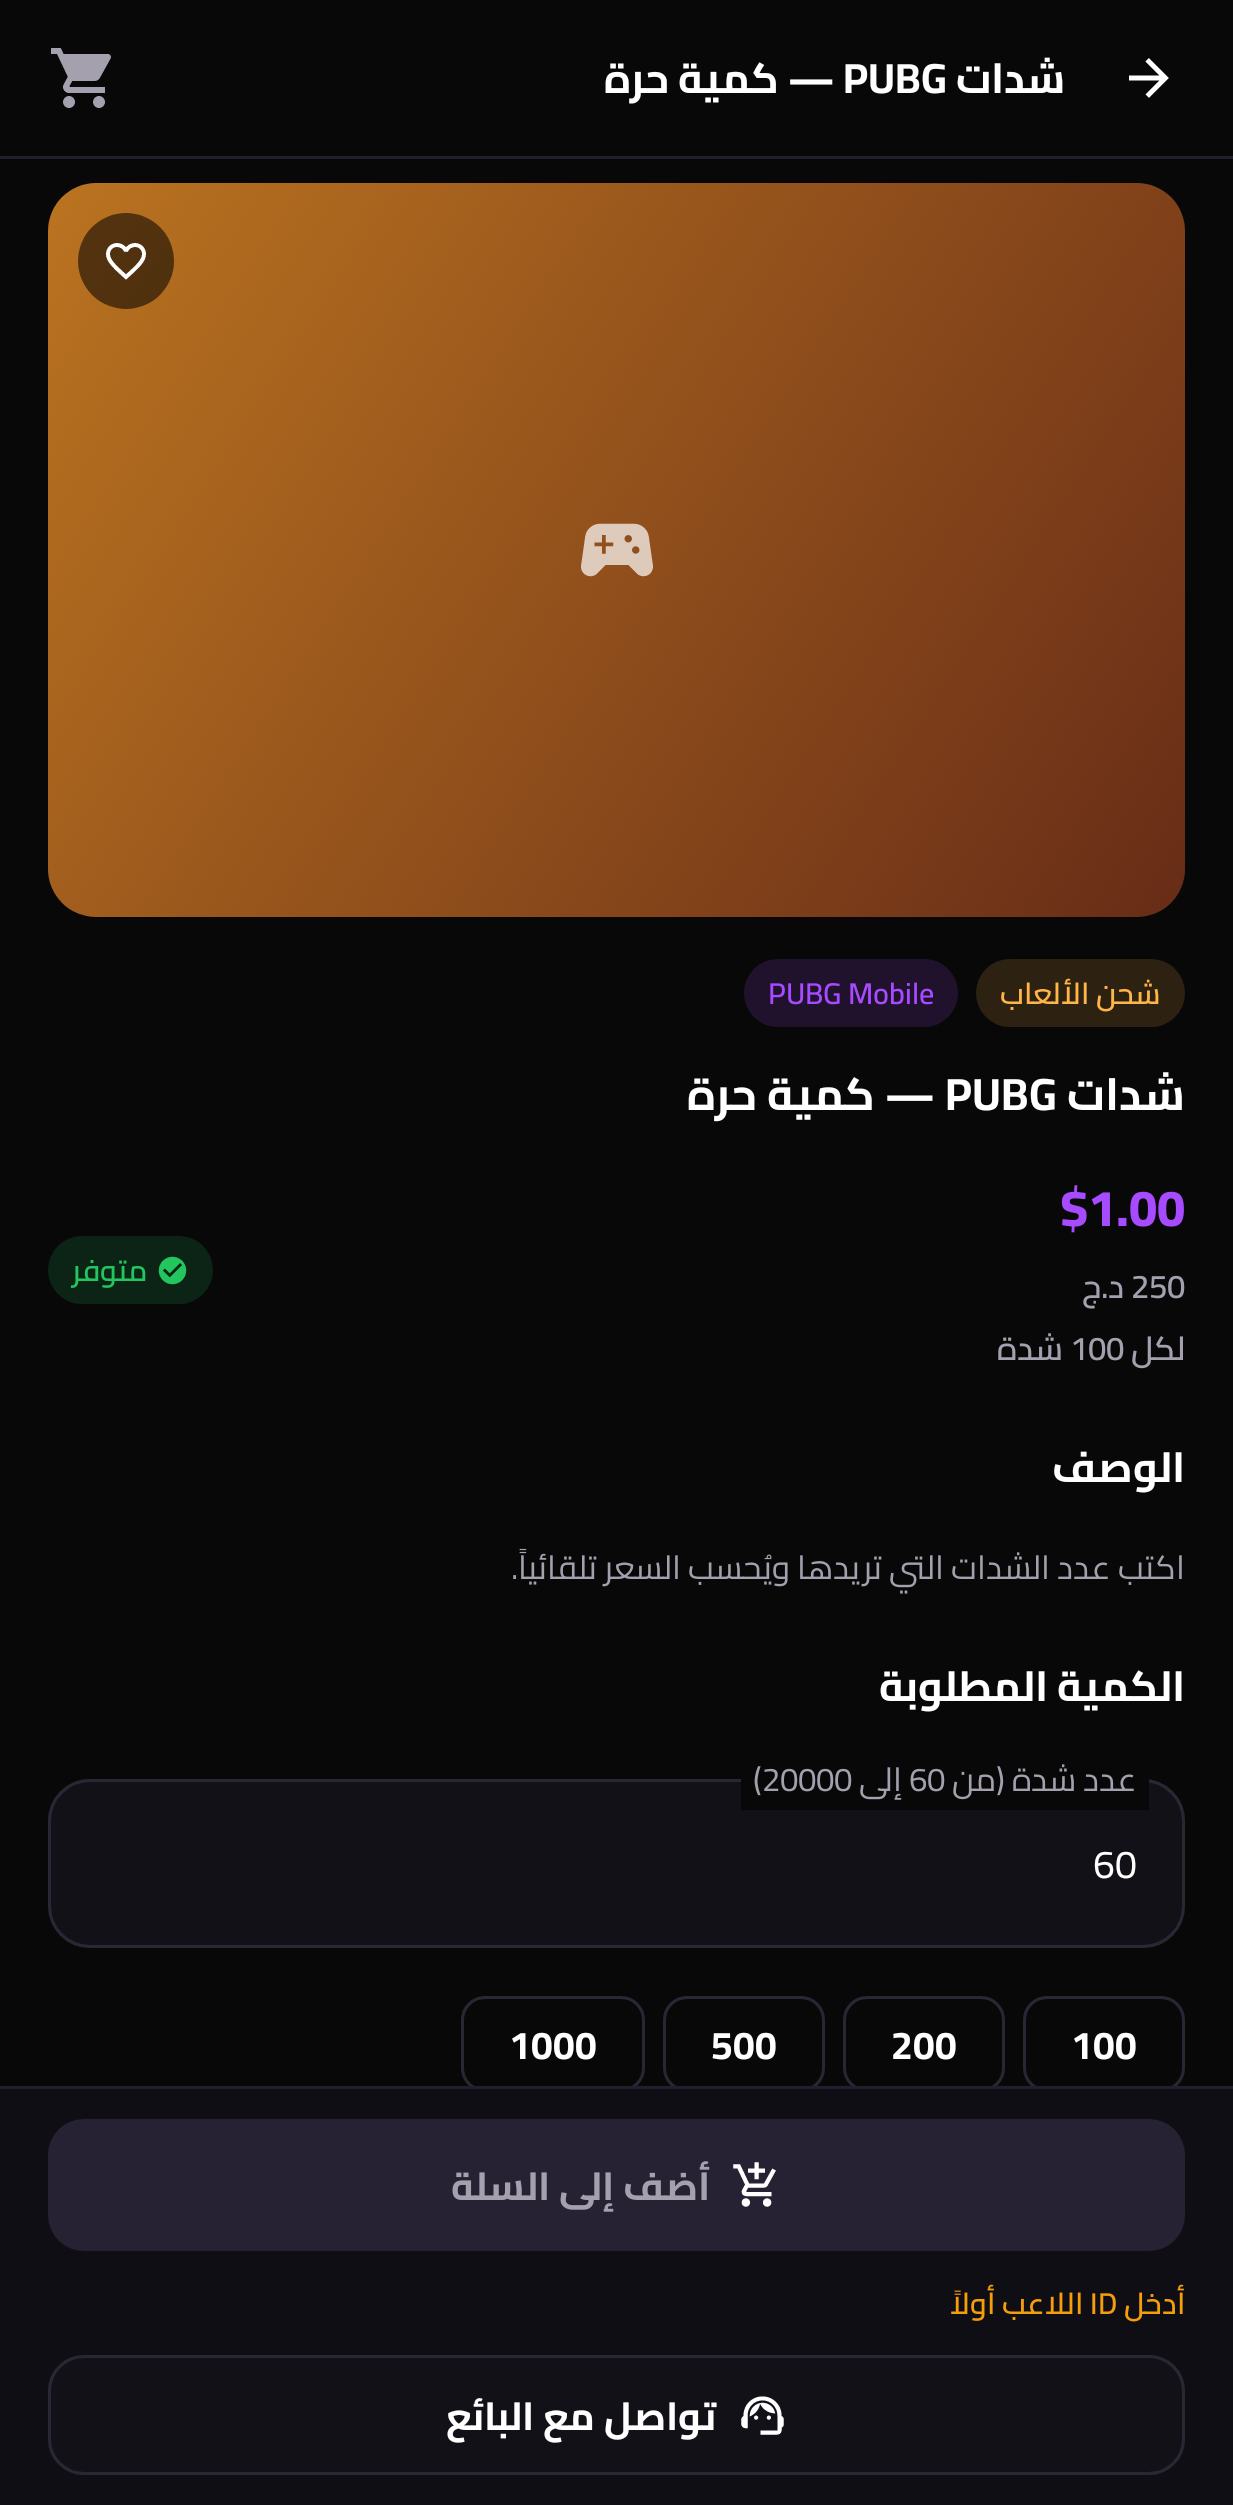 شدات PUBG — كمية حرة
شحن الألعاب
PUBG Mobile
شدات PUBG — كمية حرة
$1.00
250 د.ج
متوفر
لكل 100 شدة
الوصف
اكتب عدد الشدات التي تريدها ويُحسب السعر تلقائياً.
الكمية المطلوبة
عدد شدة (من 60 إلى 20000)
60
100
200
500
1000
أضف إلى السلة
أدخل ID اللاعب أولاً
تواصل مع البائع